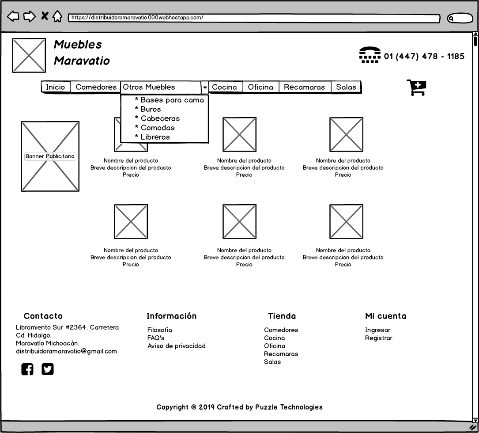 https://distribuidoramaravatio.000webhostapp.com/
Muebles
Maravatio
01 (447) 478 - 1185
Inicio Comedores Otros Muebles Cocina Oficina Recamaras Salas
* Bases para cama
* Buros
* Cabeceras
* Comodas
* Libreros
Banner Publicitario
Nombre del producto Nombre del producto Nombre del producto
Breve descripcion del producto Breve descripcion del producto Breve descripcion del producto
Precio Precio Precio
Nombre del producto Nombre del producto Nombre del producto
Breve descripcion del producto Breve descripcion del producto Breve descripcion del producto
Precio Precio Precio
Contacto
Libramiento Sur #2364, Carretera
Cd. Hidalgo,
Maravatio Michoacán.
distribuidoramaravatio@gmail.com
Información
Filosofia
FAQ's
Aviso de privacidad
Tienda
Comedores
Cocina
Oficina
Recamaras
Salas
Mi cuenta
Ingresar
Registrar
Copyright © 2019 Crafted by Puzzle Technologies